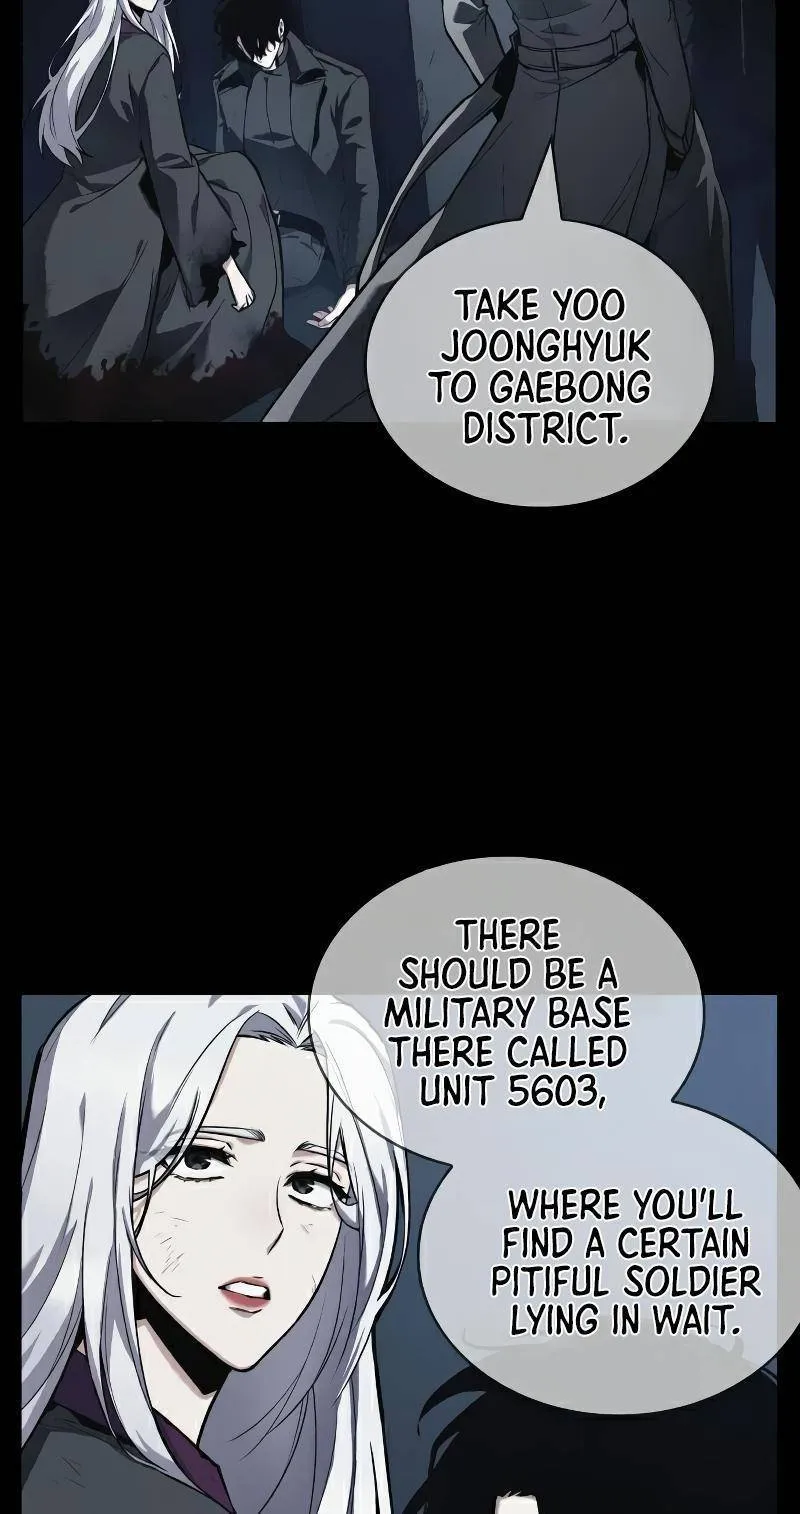 TAKE YOO
JOONGHYUK
TO GAEBONG
DISTRICT.
THERE
SHOULD BE A
MILITARY BASE
THERE CALLED
UNIT 5603,
WHERE YOU'LL
FIND A CERTAIN
PITIFUL SOLDIER
LYING IN WAIT.